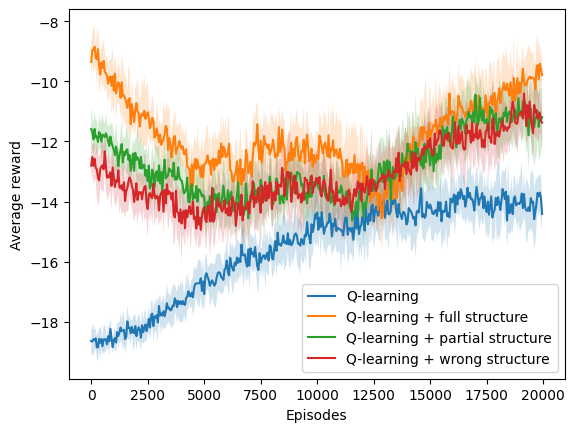 Average reward
−8
−10
−12
−14
−16
−18
0 2500 5000 7500 10000 12500 15000 17500 20000
Episodes
Q-learning
Q-learning + full structure
Q-learning + partial structure
Q-learning + wrong structure